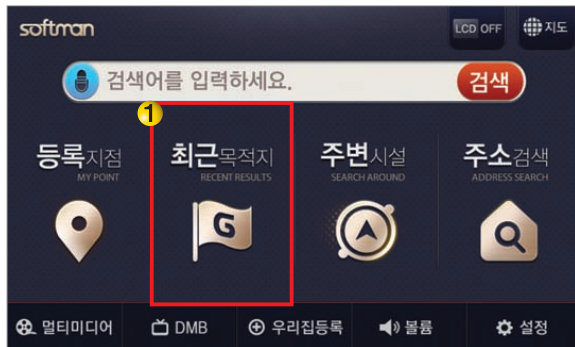 softman
LCD OFF
지도
검색어를 입력하세요.
검색
1
등록지점
MY POINT
최근목적지
RECENT RESULTS
주변시설
SEARCH AROUND
주소검색
ADDRESS SEARCH
G
멀티미디어
DMB
우리집등록
볼륨
설정